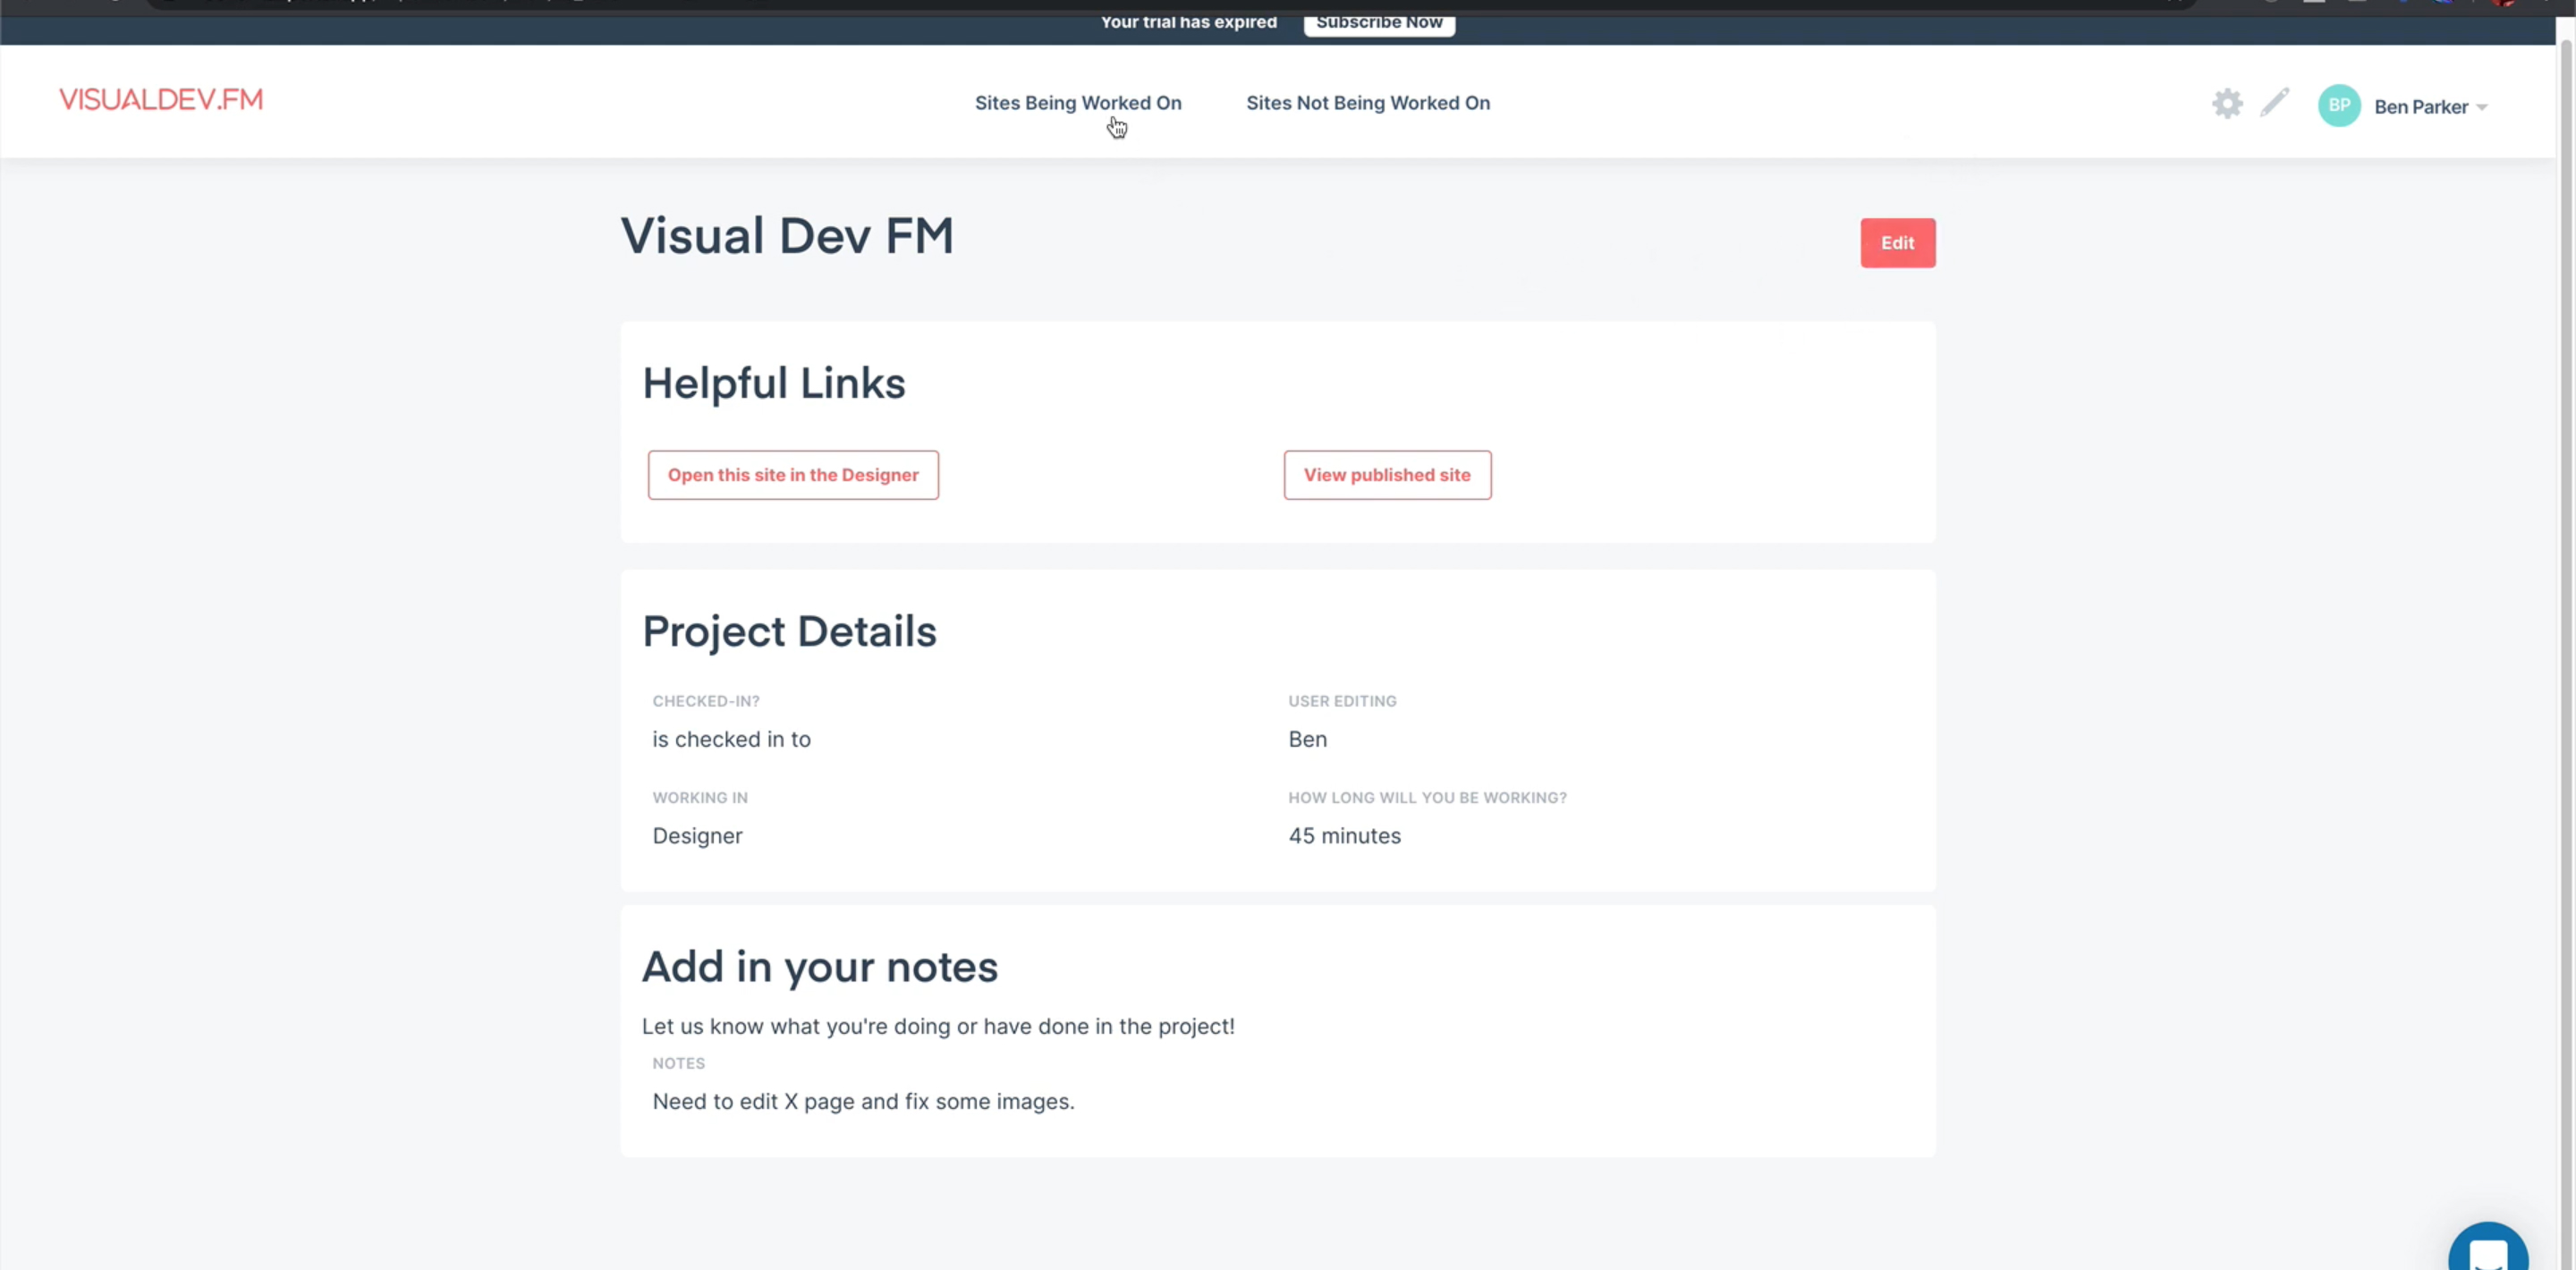 Your trial has expired Subscribe Now
VISUALDEV.FM Sites Being Worked On Sites Not Being Worked On BP Ben Parker
Visual Dev FM Edit
Helpful Links
Open this site in the Designer View published site
Project Details
CHECKED-IN? USER EDITING
is checked in to Ben
WORKING IN HOW LONG WILL YOU BE WORKING?
Designer 45 minutes
Add in your notes
Let us know what you're doing or have done in the project!
NOTES
Need to edit X page and fix some images.